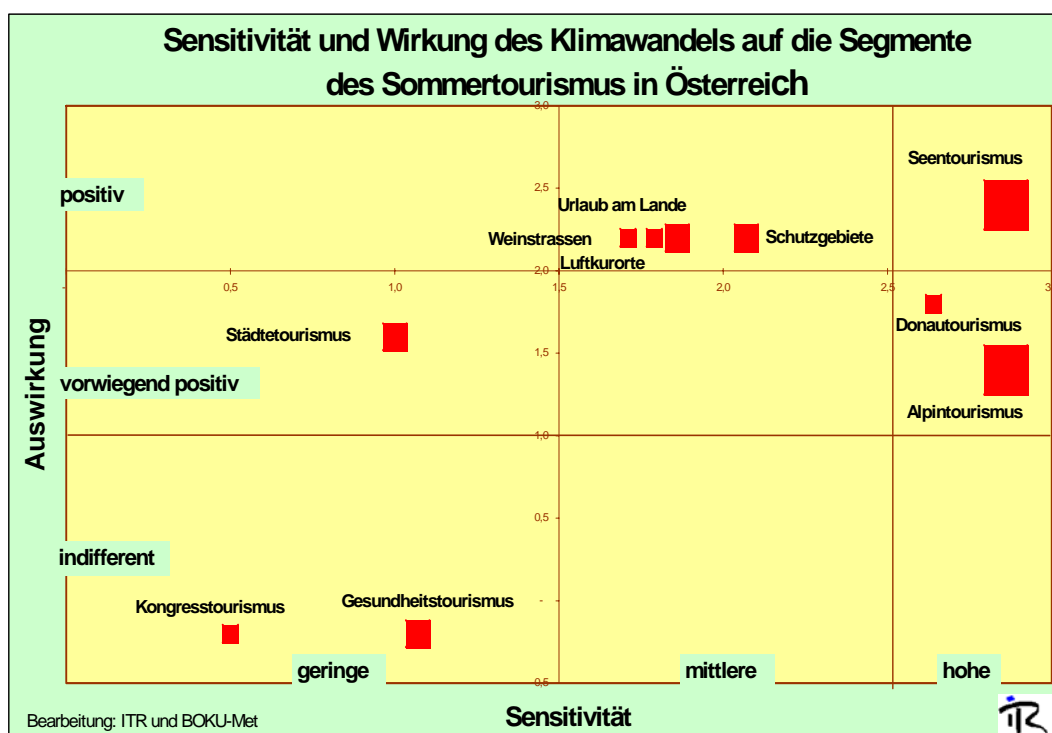 Sensitivität und Wirkung des Klimawandels auf die Segmente
des Sommertourismus in Österreich
3,0
Seentourismus
positiv
2,5
Urlaub am Lande
Weinstrassen
Schutzgebiete
Luftkurorte
2,0
0,5
1,0
1,5
2,0
2,5
3
Donautourismus
Städtetourismus
1,5
vorwiegend positiv
Alpintourismus
Auswirkung
1,0
0,5
indifferent
Kongresstourismus
Gesundheitstourismus
-
geringe
mittlere
hohe
0,5
Bearbeitung: ITR und BOKU-Met
Sensitivität
iTR